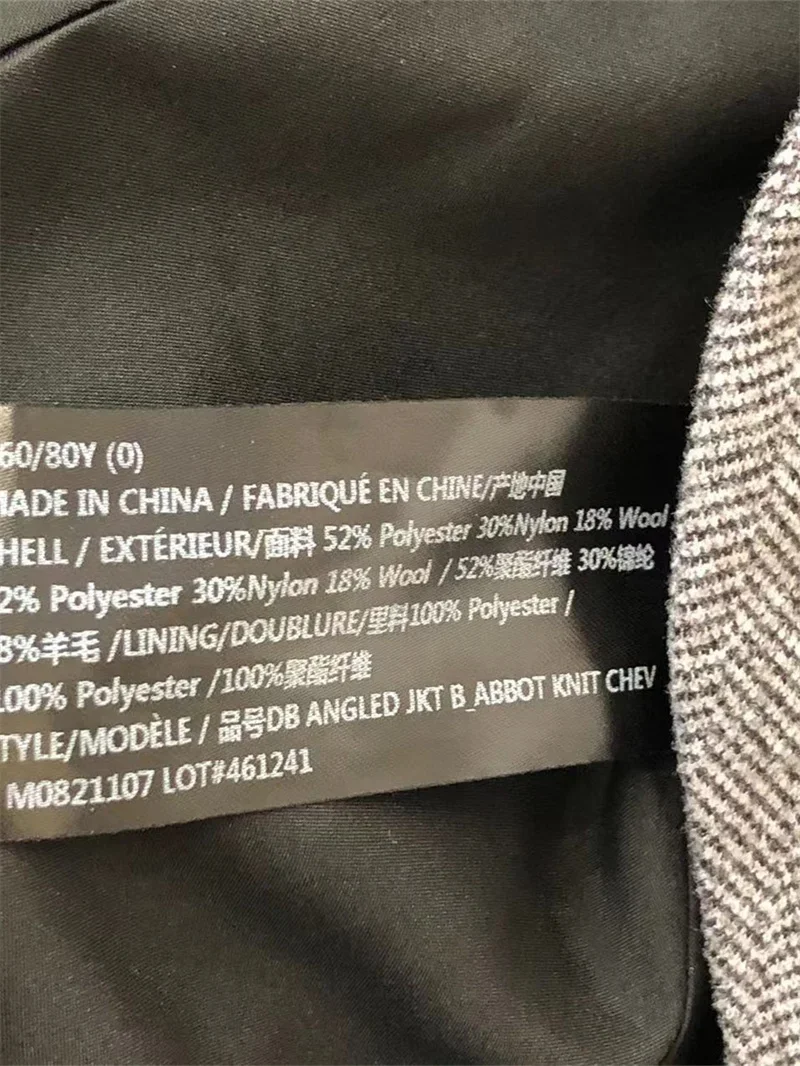 60/80Y (0)
MADE IN CHINA / FABRIQUÉ EN CHINE/产地中国
HELL / EXTÉRIEUR/面料 52% Polyester 30%Nylon 18% Wool
2% Polyester 30%Nylon 18% Wool / 52%聚酯纤维 30%锦纶
8%羊毛 /LINING/DOUBLURE/里料100% Polyester /
100% Polyester /100%聚酯纤维
TYLE/MODÈLE / 品号DB ANGLED JKT B_ABBOT KNIT CHEV
M0821107 LOT#461241